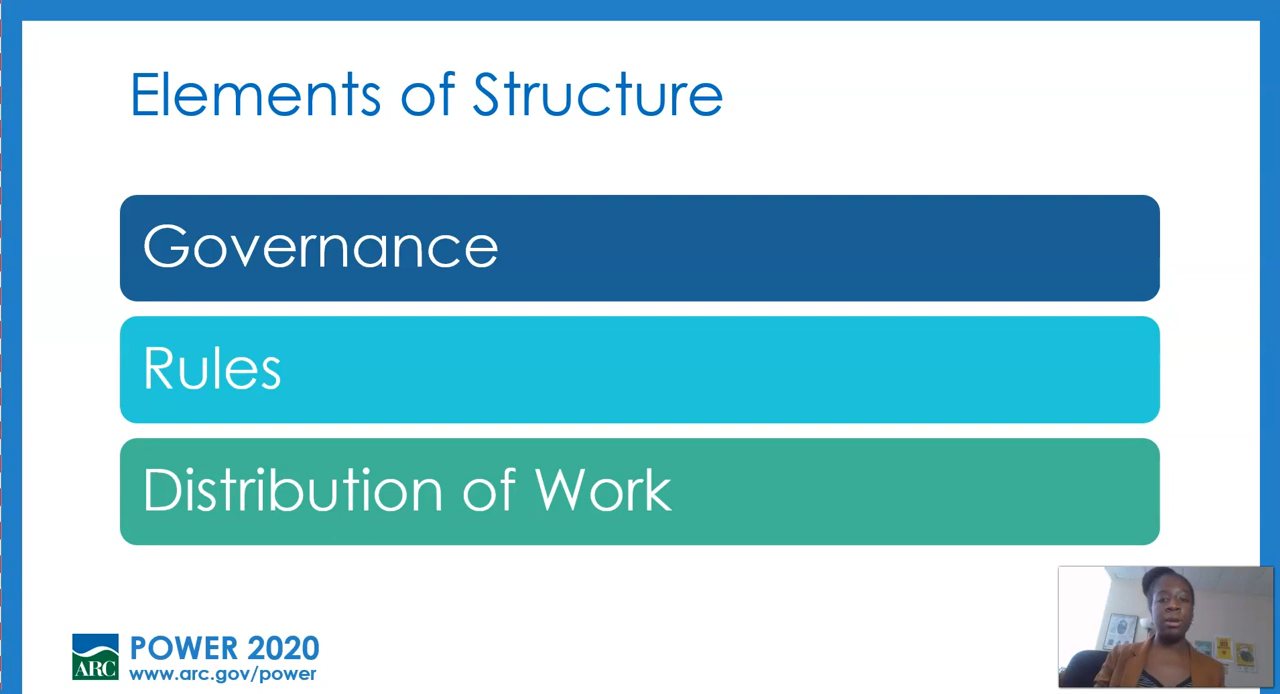 Elements of Structure
Governance
Rules
Distribution of Work
ARC
POWER 2020
www.arc.gov/power